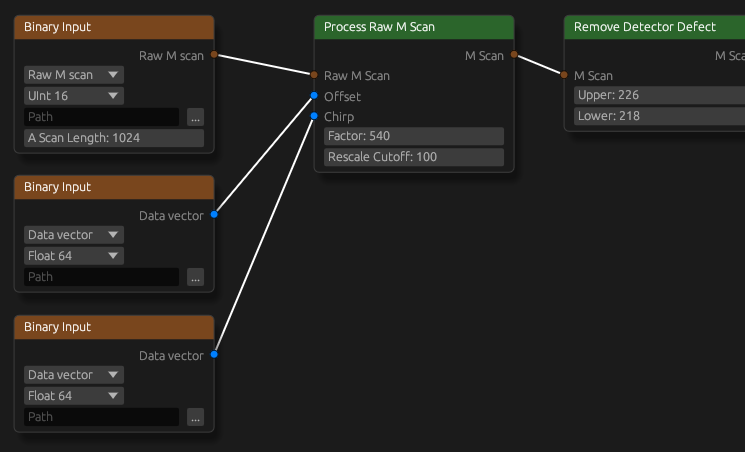 Binary Input
Raw M scan
Raw M scan
UInt 16
Path ...
A Scan Length: 1024
Binary Input
Data vector
Data vector
Float 64
Path ...
Binary Input
Data vector
Data vector
Float 64
Path ...
Process Raw M Scan
M Scan
Raw M Scan
Offset
Chirp
Factor: 540
Rescale Cutoff: 100
Remove Detector Defect
M Sca
M Scan
Upper: 226
Lower: 218